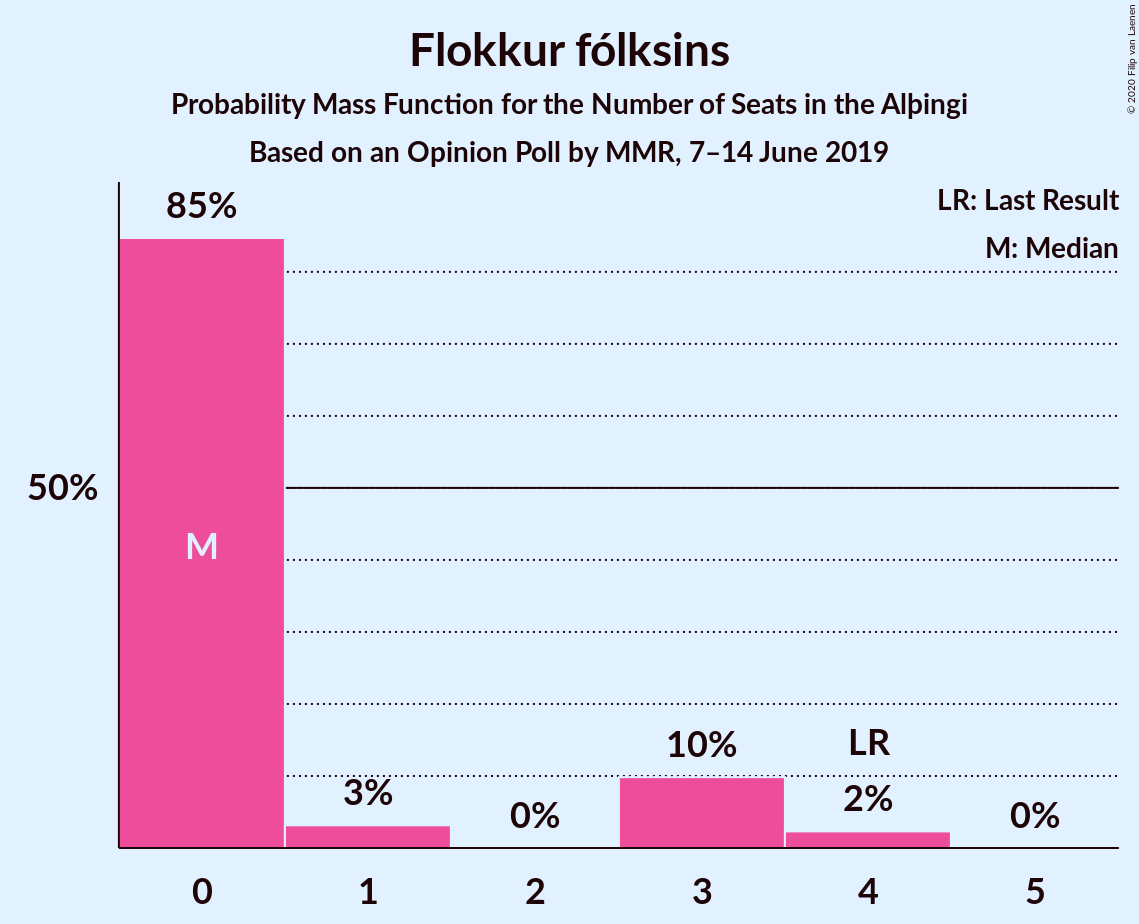 Flokkur fólksins
Probability Mass Function for the Number of Seats in the Alþingi
Based on an Opinion Poll by MMR, 7–14 June 2019
© 2020 Filip van Laenen
LR: Last Result
M: Median
85%
50%
M
3%
0%
10%
LR
2%
0%
0 1 2 3 4 5